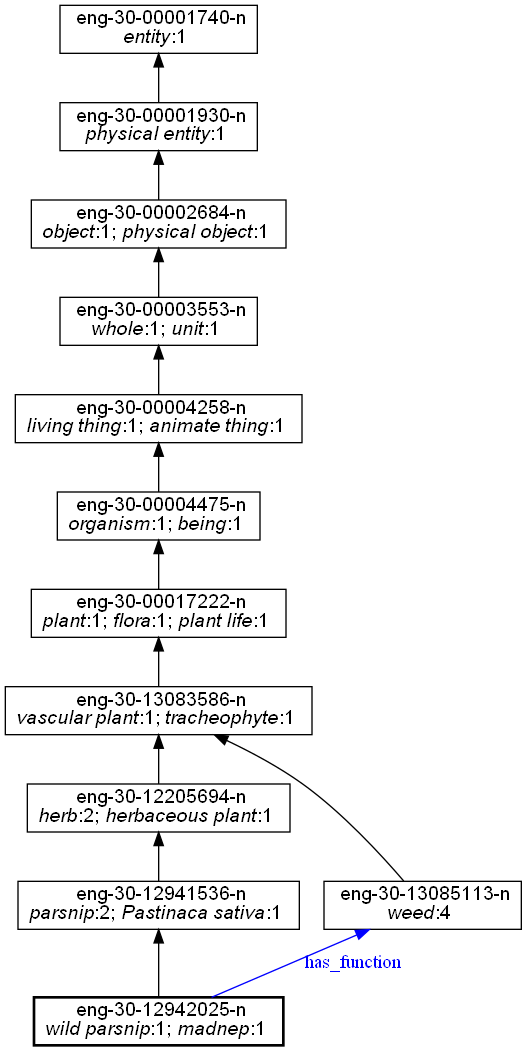 eng-30-00001740-n
entity:1
eng-30-00001930-n
physical entity:1
eng-30-00002684-n
object:1; physical object:1
eng-30-00003553-n
whole:1; unit:1
eng-30-00004258-n
living thing:1; animate thing:1
eng-30-00004475-n
organism:1; being:1
eng-30-00017222-n
plant:1; flora:1; plant life:1
eng-30-13083586-n
vascular plant:1; tracheophyte:1
eng-30-12205694-n
herb:2; herbaceous plant:1
eng-30-12941536-n
parsnip:2; Pastinaca sativa:1
eng-30-13085113-n
weed:4
has_function
eng-30-12942025-n
wild parsnip:1; madnep:1